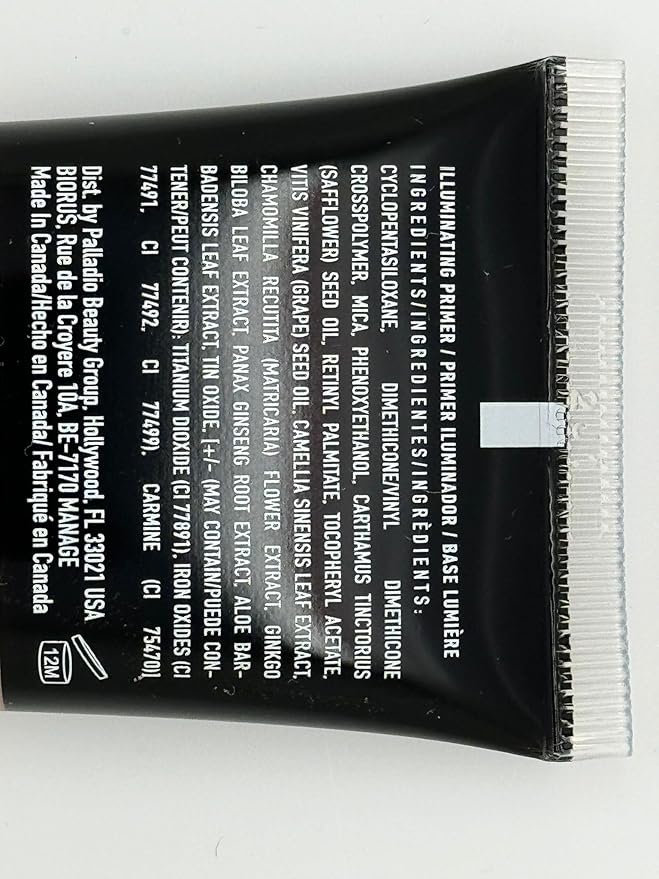 ILLUMINATING PRIMER / PRIMER ILUMINADOR / BASE LUMIÈRE
INGREDIENTS/INGREDIENTES/INGRÈDIENTS:
CYCLOPENTASILOXANE, DIMETHICONE/VINYL DIMETHICONE
CROSSPOLYMER, MICA, PHENOXYETHANOL, CARTHAMUS TINCTORIUS
(SAFFLOWER) SEED OIL, RETINYL PALMITATE, TOCOPHERYL ACETATE,
VITIS VINIFERA (GRAPE) SEED OIL, CAMELLIA SINENSIS LEAF EXTRACT,
CHAMOMILLA RECUTITA (MATRICARIA) FLOWER EXTRACT, GINKGO
BILOBA LEAF EXTRACT, PANAX GINSENG ROOT EXTRACT, ALOE BAR-
BADENSIS LEAF EXTRACT, TIN OXIDE, [+/- (MAY CONTAIN/PUEDE CON-
TENER/PEUT CONTENIR): TITANIUM DIOXIDE (CI 77891), IRON OXIDES (CI
77491, CI 77492, CI 77499), CARMINE (CI 75470)]
Dist. by Palladio Beauty Group, Hollywood, FL 33021 USA
BIORUS, Rue de la Croyere 10A, BE-7170 MANAGE
Made In Canada/Hecho en Canada/ Fabriqué en Canada
12M